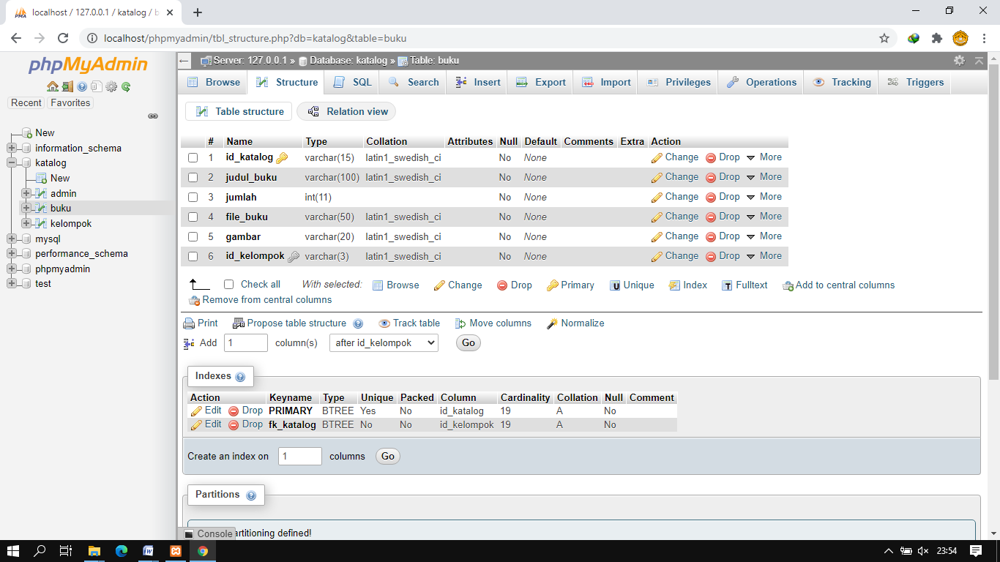 localhost / 127.0.0.1 / katalog / b
localhost/phpmyadmin/tbl_structure.php?db=katalog&table=buku
phpMyAdmin
Recent Favorites
New
information_schema
katalog
New
admin
buku
kelompok
mysql
performance_schema
phpmyadmin
test
Server: 127.0.0.1 » Database: katalog » Table: buku
Browse Structure SQL Search Insert Export Import Privileges Operations Tracking Triggers
Table structure Relation view
# Name Type Collation Attributes Null Default Comments Extra Action
1 id_katalog varchar(15) latin1_swedish_ci No None Change Drop More
2 judul_buku varchar(100) latin1_swedish_ci No None Change Drop More
3 jumlah int(11) No None Change Drop More
4 file_buku varchar(50) latin1_swedish_ci No None Change Drop More
5 gambar varchar(20) latin1_swedish_ci No None Change Drop More
6 id_kelompok varchar(3) latin1_swedish_ci No None Change Drop More
Check all With selected: Browse Change Drop Primary Unique Index Fulltext Add to central columns
Remove from central columns
Print Propose table structure Track table Move columns Normalize
Add 1 column(s) after id_kelompok Go
Indexes
Action Keyname Type Unique Packed Column Cardinality Collation Null Comment
Edit Drop PRIMARY BTREE Yes No id_katalog 19 A No
Edit Drop fk_katalog BTREE No No id_kelompok 19 A No
Create an index on 1 columns Go
Partitions
Console artitioning defined!
23:54